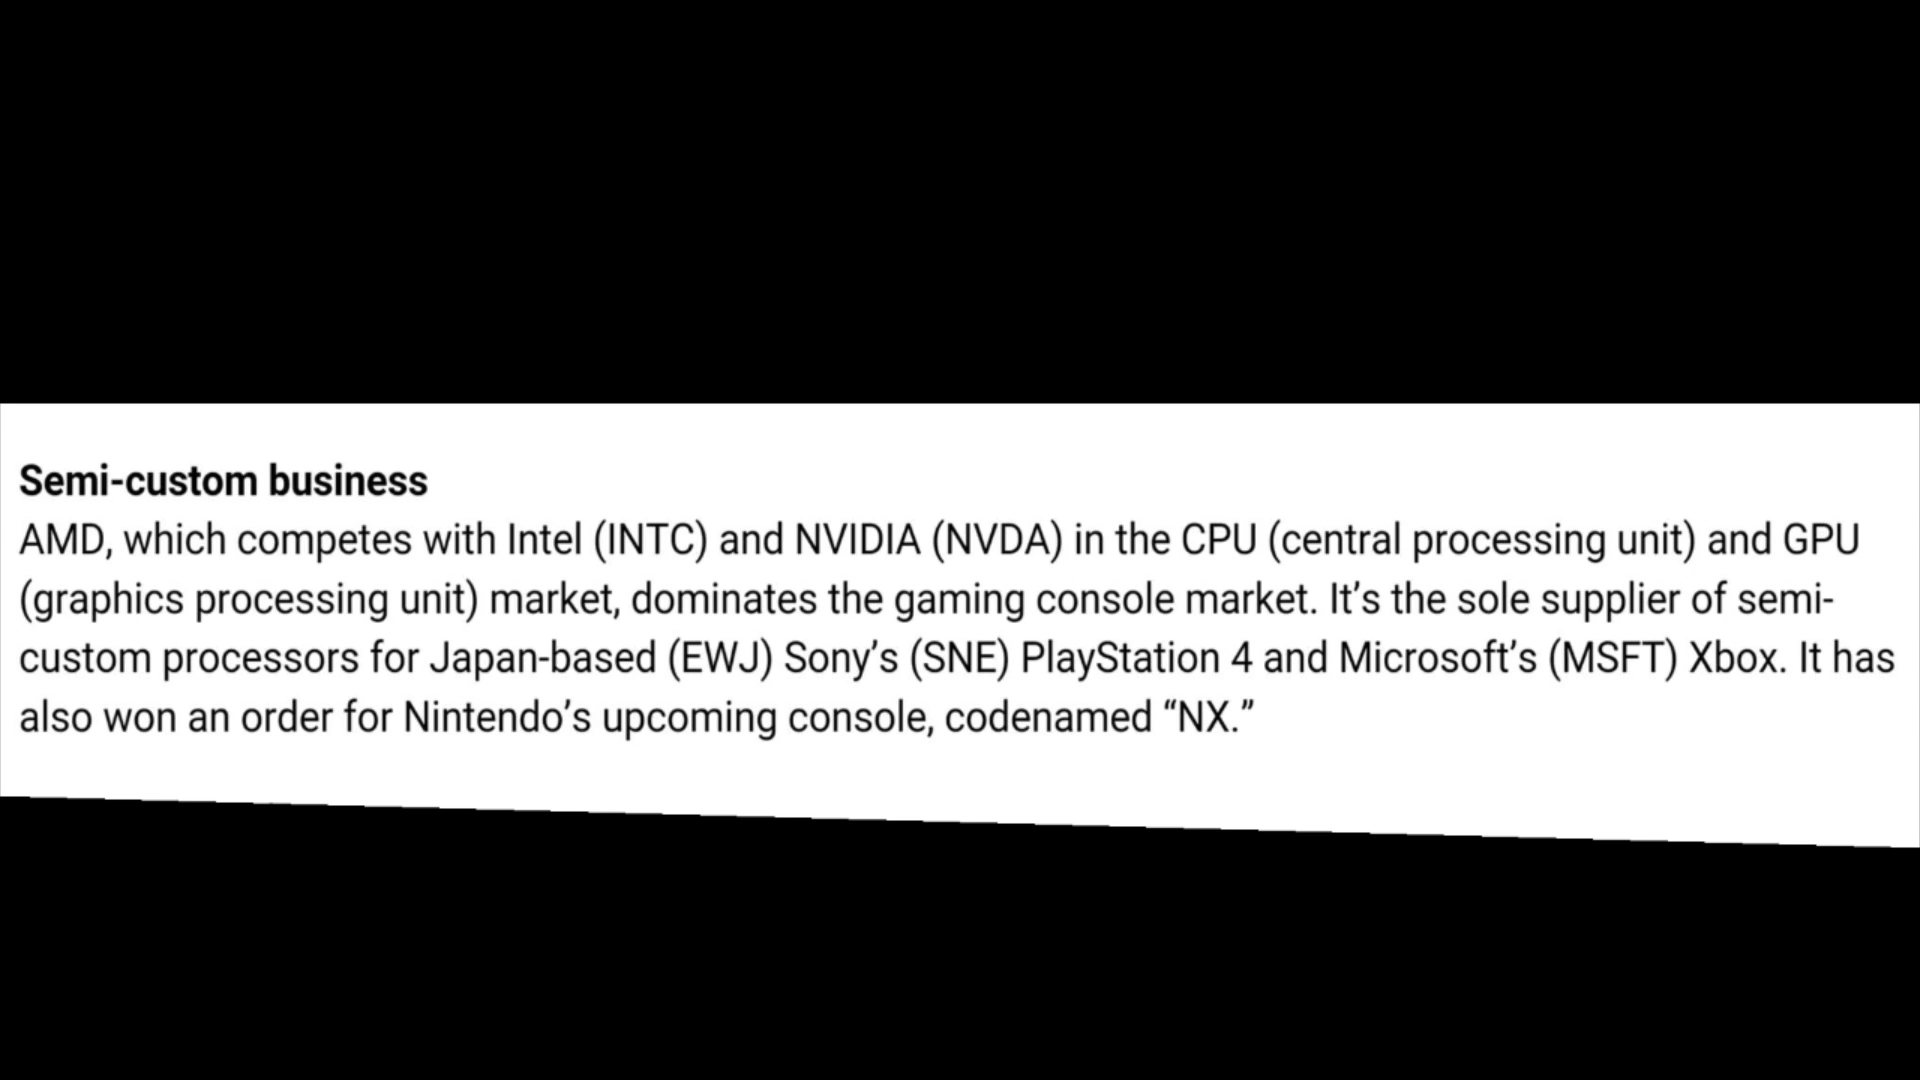 Semi-custom business
AMD, which competes with Intel (INTC) and NVIDIA (NVDA) in the CPU (central processing unit) and GPU
(graphics processing unit) market, dominates the gaming console market. It’s the sole supplier of semi-
custom processors for Japan-based (EWJ) Sony’s (SNE) PlayStation 4 and Microsoft’s (MSFT) Xbox. It has
also won an order for Nintendo’s upcoming console, codenamed “NX.”